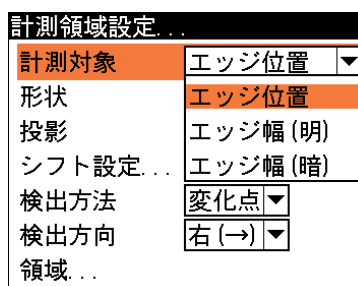 計測領域設定...
計測対象 エッジ位置 ▼
形状 エッジ位置
投影 エッジ幅(明)
シフト設定... エッジ幅(暗)
検出方法 変化点 ▼
検出方向 右(→) ▼
領域...